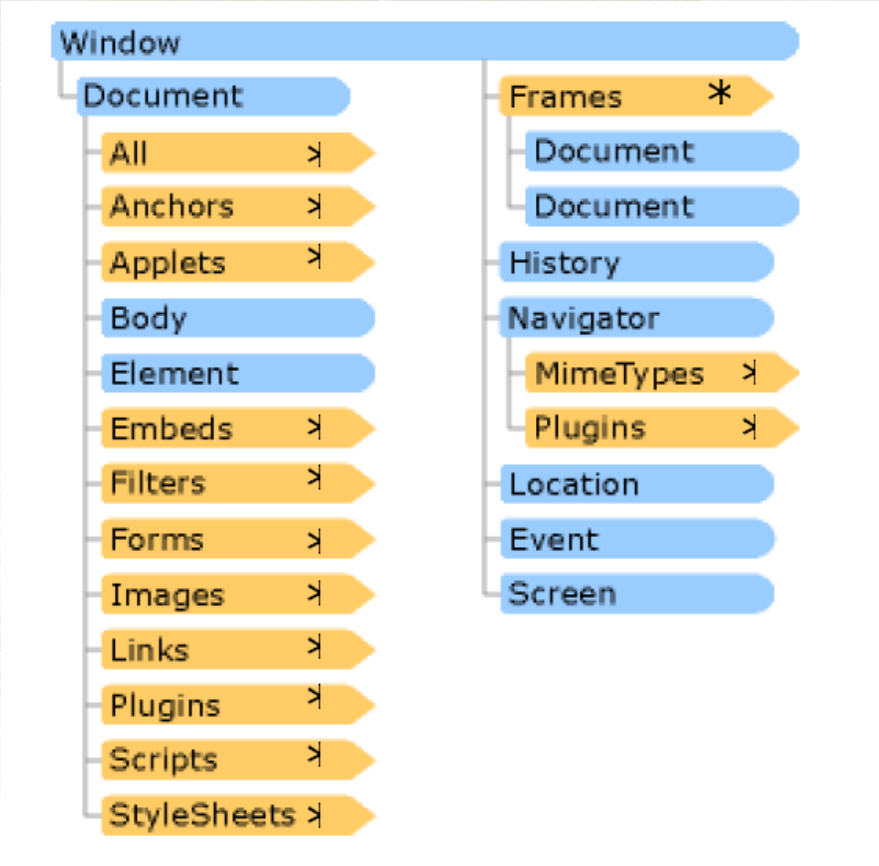 Window
Document
All *
Anchors *
Applets *
Body
Element
Embeds *
Filters *
Forms *
Images *
Links *
Plugins *
Scripts *
StyleSheets *
Frames *
Document
Document
History
Navigator
MimeTypes *
Plugins *
Location
Event
Screen